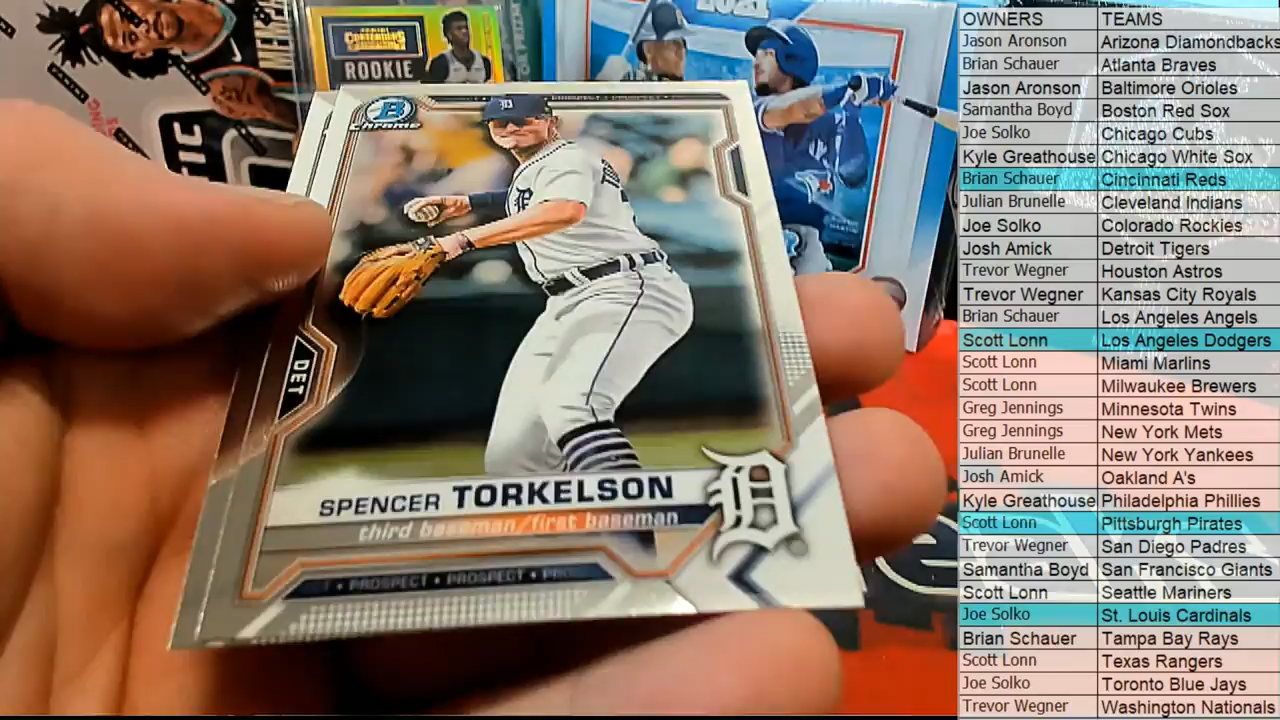 2021
PANINI
CONTENDERS
ROOKIE
B
Chrome
PROSPECT • PROSPECT
D
DET
SPENCER TORKELSON
third baseman/first baseman
PROSPECT • PROSPECT
OWNERS TEAMS
Jason Aronson Arizona Diamondbacks
Brian Schauer Atlanta Braves
Jason Aronson Baltimore Orioles
Samantha Boyd Boston Red Sox
Joe Solko Chicago Cubs
Kyle Greathouse Chicago White Sox
Brian Schauer Cincinnati Reds
Julian Brunelle Cleveland Indians
Joe Solko Colorado Rockies
Josh Amick Detroit Tigers
Trevor Wegner Houston Astros
Trevor Wegner Kansas City Royals
Brian Schauer Los Angeles Angels
Scott Lonn Los Angeles Dodgers
Scott Lonn Miami Marlins
Scott Lonn Milwaukee Brewers
Greg Jennings Minnesota Twins
Greg Jennings New York Mets
Julian Brunelle New York Yankees
Josh Amick Oakland A's
Kyle Greathouse Philadelphia Phillies
Scott Lonn Pittsburgh Pirates
Trevor Wegner San Diego Padres
Samantha Boyd San Francisco Giants
Scott Lonn Seattle Mariners
Joe Solko St. Louis Cardinals
Brian Schauer Tampa Bay Rays
Scott Lonn Texas Rangers
Joe Solko Toronto Blue Jays
Trevor Wegner Washington Nationals